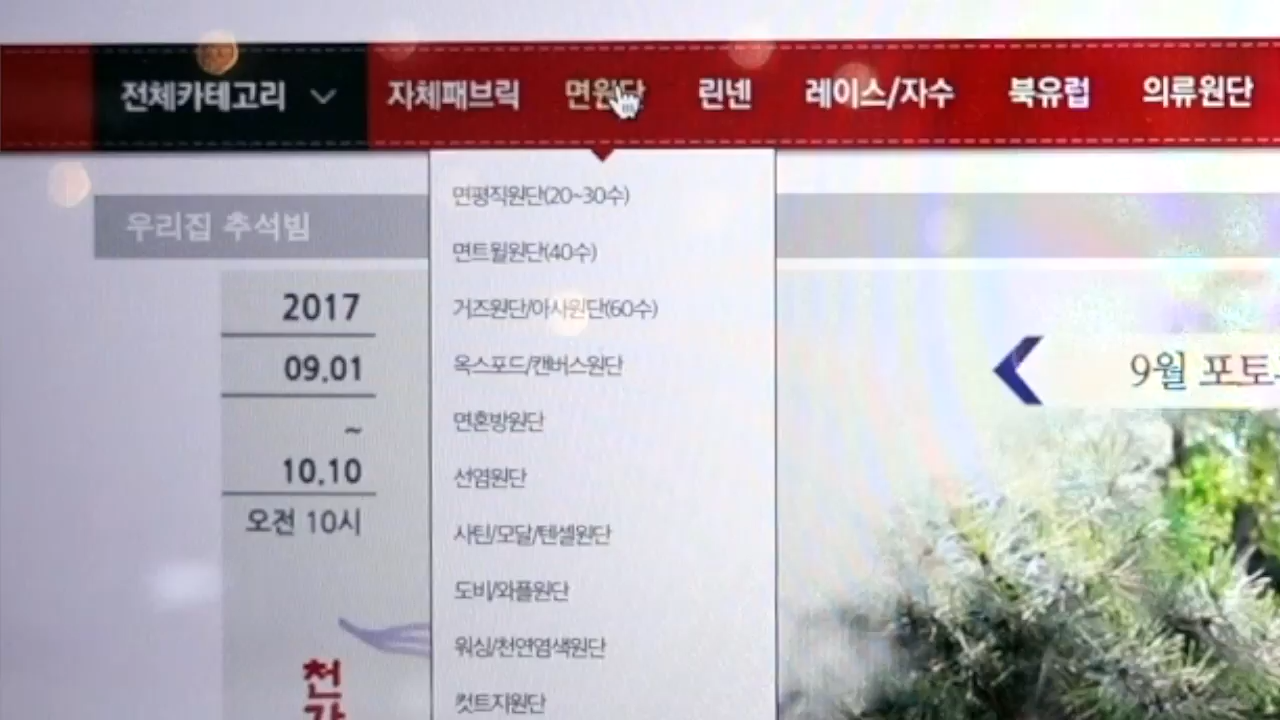 전체카테고리 자체패브릭 면원단 린넨 레이스/자수 북유럽 의류원단
면평직원단(20~30수)
우리집 추석빔
면트윌원단(40수)
2017
거즈원단/아사원단(60수)
09.01
옥스포드/캔버스원단
9월 포토
~
면혼방원단
10.10
선염원단
오전 10시
사틴/모달/텐셀원단
도비/와플원단
워싱/천연염색원단
천
컷트지원단